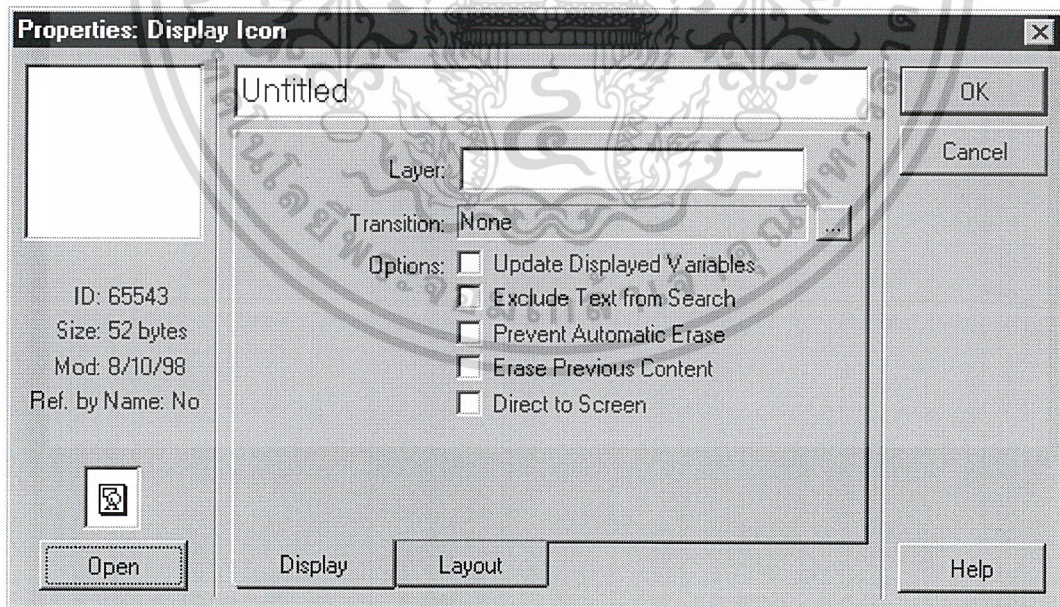 Properties: Display Icon
Untitled
OK
Cancel
Layer:
Transition: None ...
Options: Update Displayed Variables
Exclude Text from Search
Prevent Automatic Erase
Erase Previous Content
Direct to Screen
ID: 65543
Size: 52 bytes
Mod: 8/10/98
Ref. by Name: No
Open
Display
Layout
Help